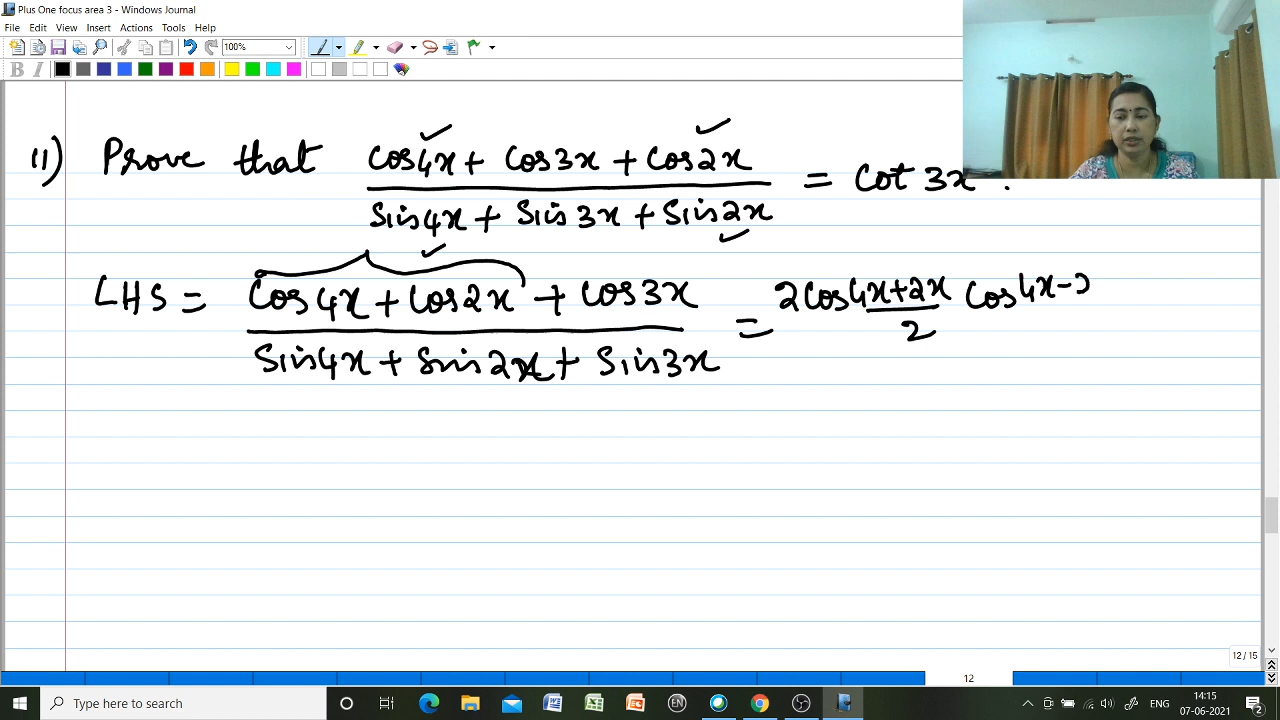 Plus One focus area 3 - Windows Journal
File Edit View Insert Actions Tools Help
100%
B I
11) Prove that cos4x + cos3x + cos2x / sin4x + sin3x + sin2x = cot 3x.
LHS = cos4x + cos2x + cos3x / sin4x + sin2x + sin3x = 2cos 4x+2x / 2 cos 4x-2
12 / 15
12
Type here to search
ENG
14:15
07-06-2021
2